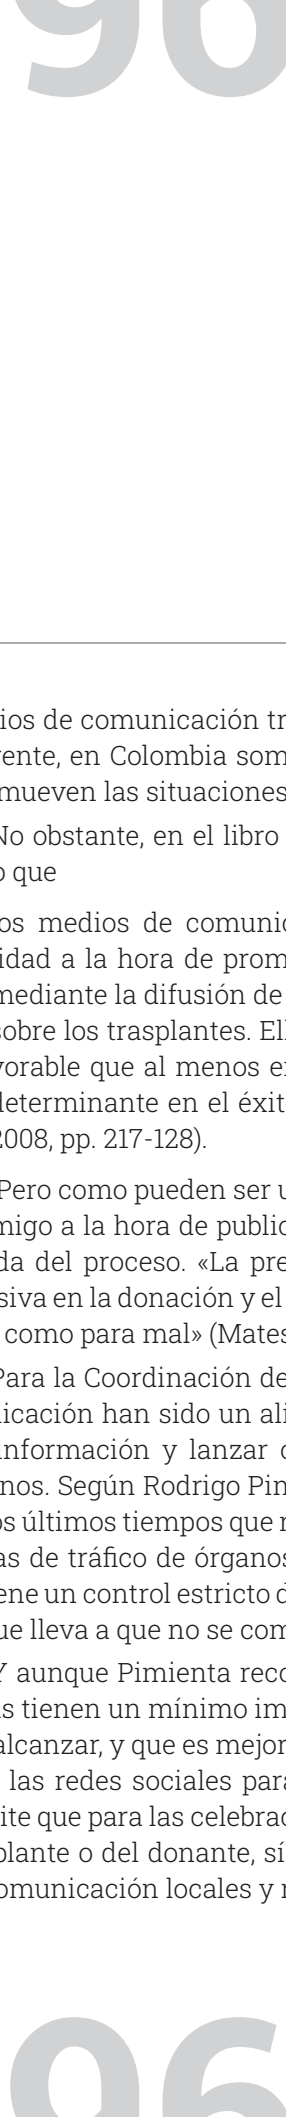 96
ios de comunicación tr
ente, en Colombia som
mueven las situaciones
No obstante, en el libro
o que
os medios de comunic
idad a la hora de prom
mediante la difusión de
sobre los trasplantes. Ell
vorable que al menos en
determinante en el éxit
2008, pp. 217-128).
Pero como pueden ser u
migo a la hora de public
da del proceso. «La pre
siva en la donación y el
como para mal» (Mates
Para la Coordinación de
nicación han sido un ali
información y lanzar c
nos. Según Rodrigo Pin
os últimos tiempos que n
as de tráfico de órganos
ene un control estricto d
ue lleva a que no se com
Y aunque Pimienta reco
s tienen un mínimo im
alcanzar, y que es mejor
las redes sociales para
ite que para las celebrac
plante o del donante, sí
omunicación locales y n
96